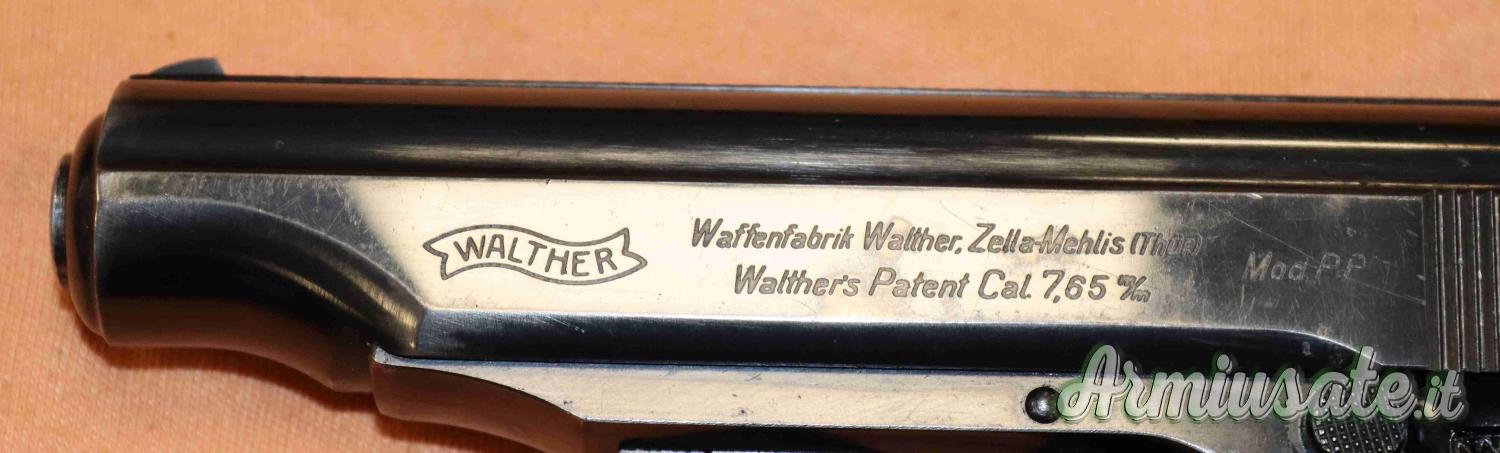 WALTHER
Waffenfabrik Walther, Zella-Mehlis (Thür.)
Walther's Patent Cal. 7,65 m/m
Mod. PP
Armiusate.it